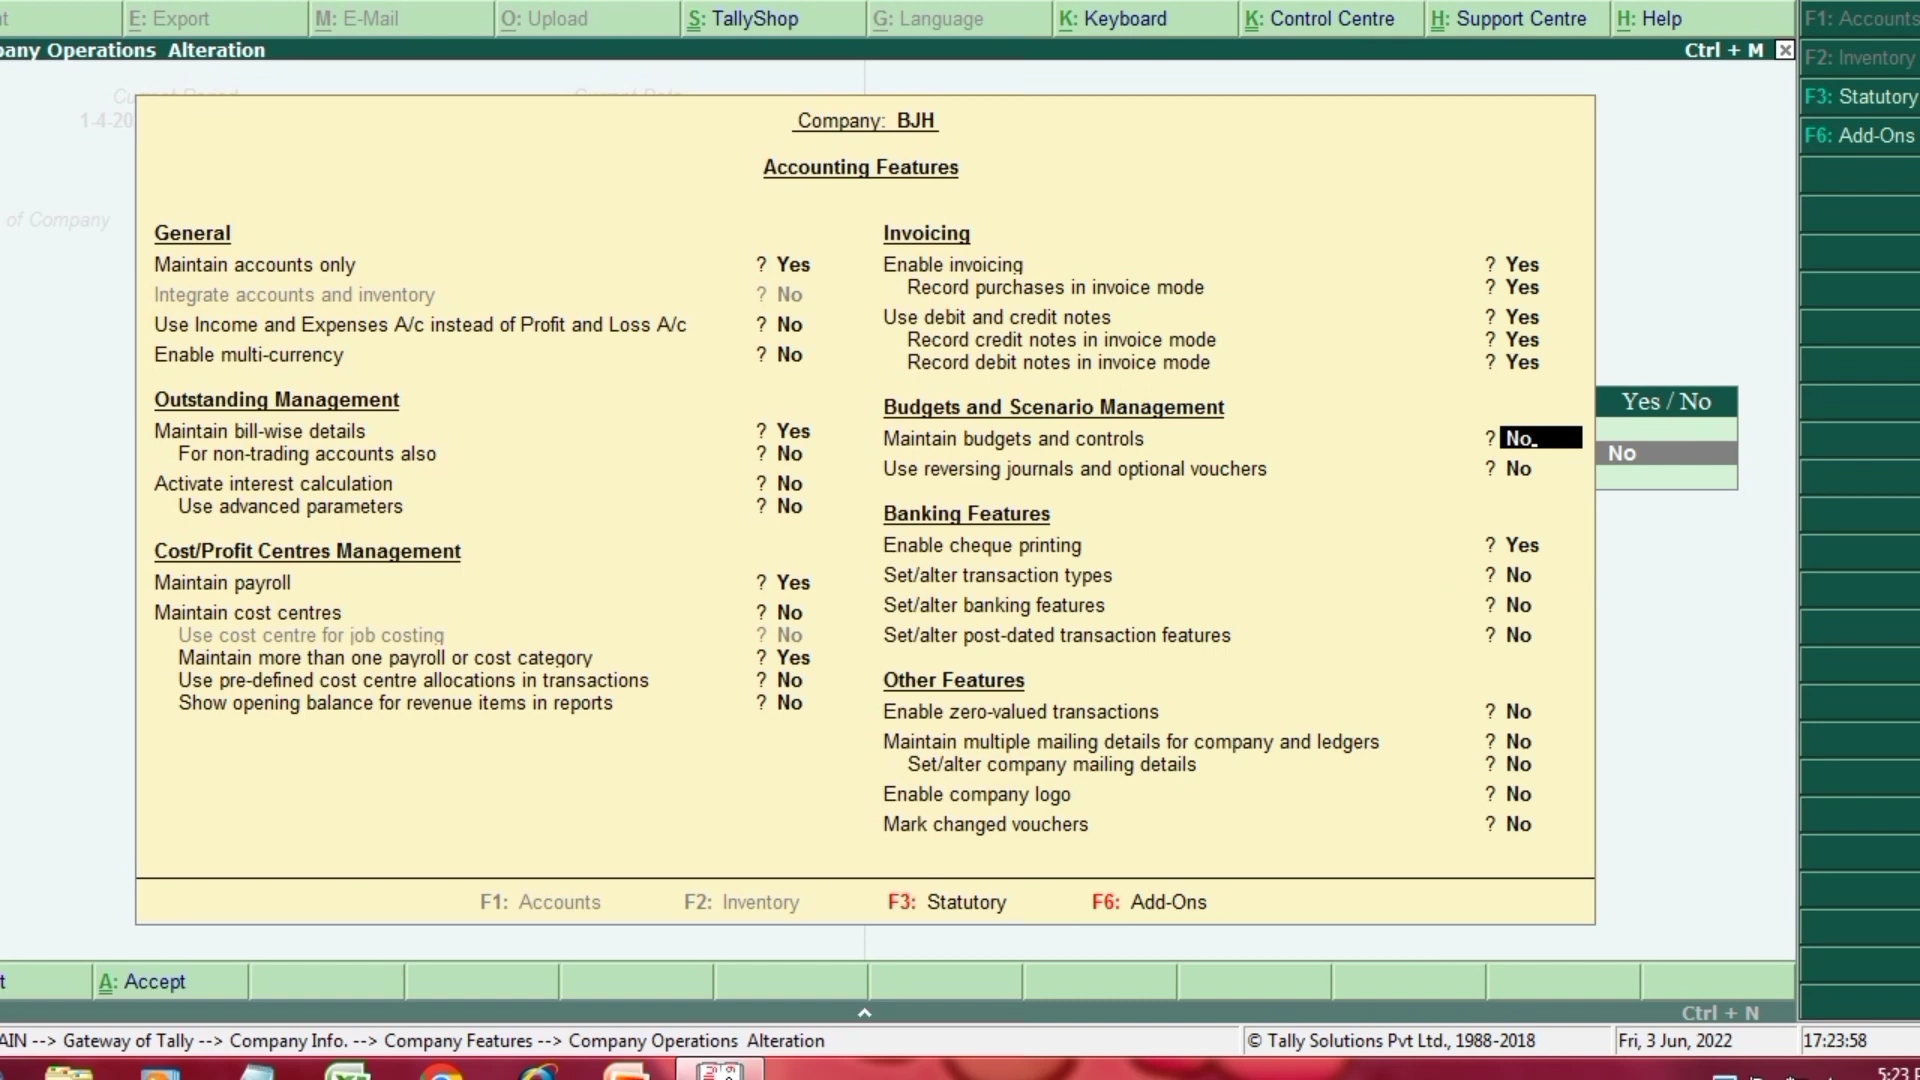 E: Export
M: E-Mail
O: Upload
S: TallyShop
G: Language
K: Keyboard
K: Control Centre
H: Support Centre
H: Help
F1: Accounts
Operations Alteration
Ctrl + M
F2: Inventory
F3: Statutory
F6: Add-Ons
of Company
Company: BJH
Accounting Features
General
Maintain accounts only ? Yes
Integrate accounts and inventory ? No
Use Income and Expenses A/c instead of Profit and Loss A/c ? No
Enable multi-currency ? No
Outstanding Management
Maintain bill-wise details ? Yes
For non-trading accounts also ? No
Activate interest calculation ? No
Use advanced parameters ? No
Cost/Profit Centres Management
Maintain payroll ? Yes
Maintain cost centres ? No
Use cost centre for job costing ? No
Maintain more than one payroll or cost category ? Yes
Use pre-defined cost centre allocations in transactions ? No
Show opening balance for revenue items in reports ? No
Invoicing
Enable invoicing ? Yes
Record purchases in invoice mode ? Yes
Use debit and credit notes ? Yes
Record credit notes in invoice mode ? Yes
Record debit notes in invoice mode ? Yes
Budgets and Scenario Management
Maintain budgets and controls ? No
Use reversing journals and optional vouchers ? No
Banking Features
Enable cheque printing ? Yes
Set/alter transaction types ? No
Set/alter banking features ? No
Set/alter post-dated transaction features ? No
Other Features
Enable zero-valued transactions ? No
Maintain multiple mailing details for company and ledgers ? No
Set/alter company mailing details ? No
Enable company logo ? No
Mark changed vouchers ? No
Yes / No
No
F1: Accounts
F2: Inventory
F3: Statutory
F6: Add-Ons
A: Accept
Ctrl + N
--> Gateway of Tally --> Company Info. --> Company Features --> Company Operations Alteration
© Tally Solutions Pvt Ltd., 1988-2018
Fri, 3 Jun, 2022
17:23:58
5:23